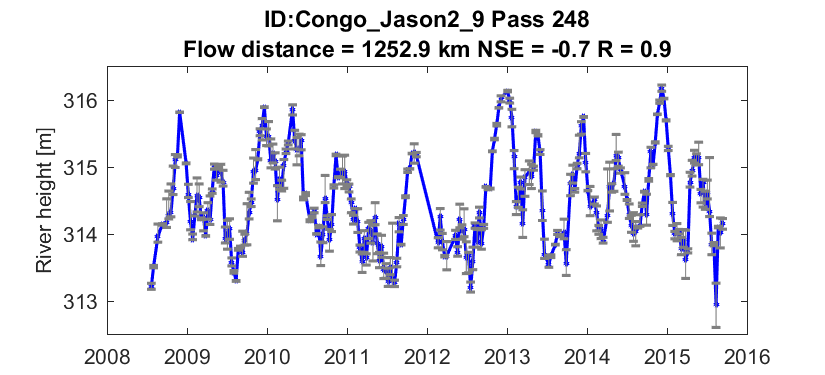 ID:Congo_Jason2_9 Pass 248
Flow distance = 1252.9 km NSE = -0.7 R = 0.9
River height [m]
316
315
314
313
2008 2009 2010 2011 2012 2013 2014 2015 2016